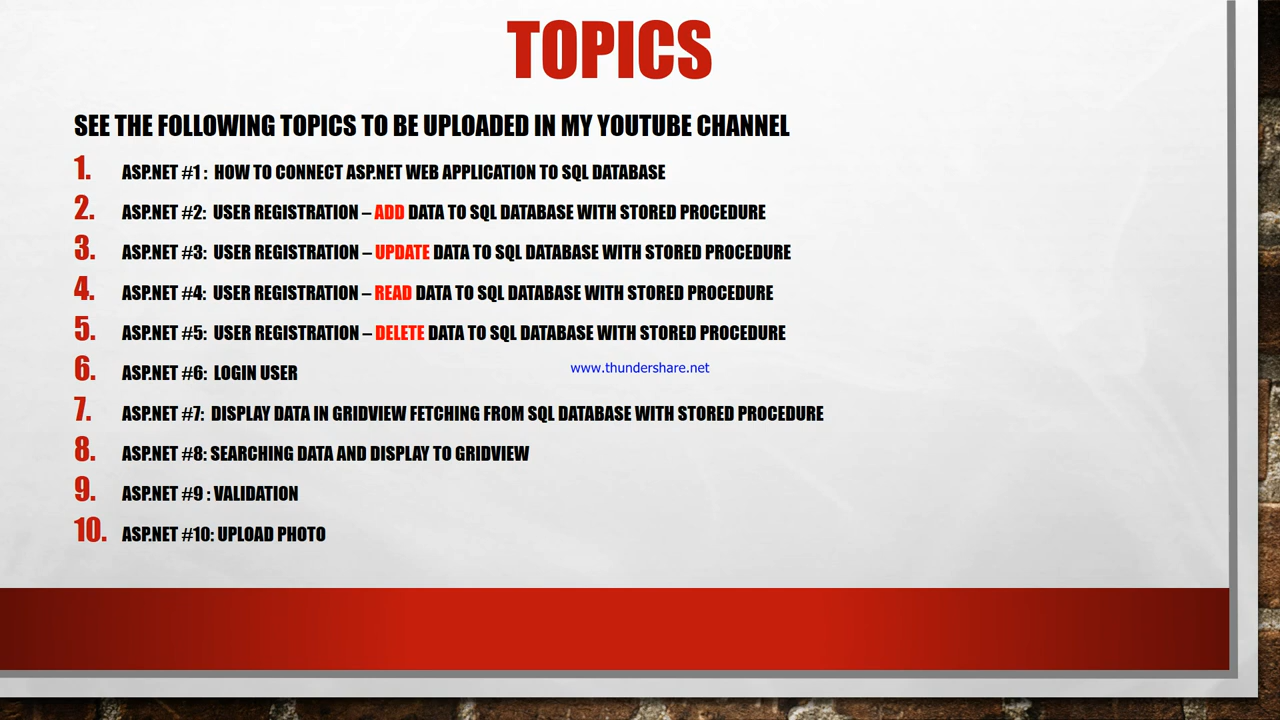 TOPICS
SEE THE FOLLOWING TOPICS TO BE UPLOADED IN MY YOUTUBE CHANNEL
1. ASP.NET #1 : HOW TO CONNECT ASP.NET WEB APPLICATION TO SQL DATABASE
2. ASP.NET #2: USER REGISTRATION – ADD DATA TO SQL DATABASE WITH STORED PROCEDURE
3. ASP.NET #3: USER REGISTRATION – UPDATE DATA TO SQL DATABASE WITH STORED PROCEDURE
4. ASP.NET #4: USER REGISTRATION – READ DATA TO SQL DATABASE WITH STORED PROCEDURE
5. ASP.NET #5: USER REGISTRATION – DELETE DATA TO SQL DATABASE WITH STORED PROCEDURE
6. ASP.NET #6: LOGIN USER
www.thundershare.net
7. ASP.NET #7: DISPLAY DATA IN GRIDVIEW FETCHING FROM SQL DATABASE WITH STORED PROCEDURE
8. ASP.NET #8: SEARCHING DATA AND DISPLAY TO GRIDVIEW
9. ASP.NET #9 : VALIDATION
10. ASP.NET #10: UPLOAD PHOTO